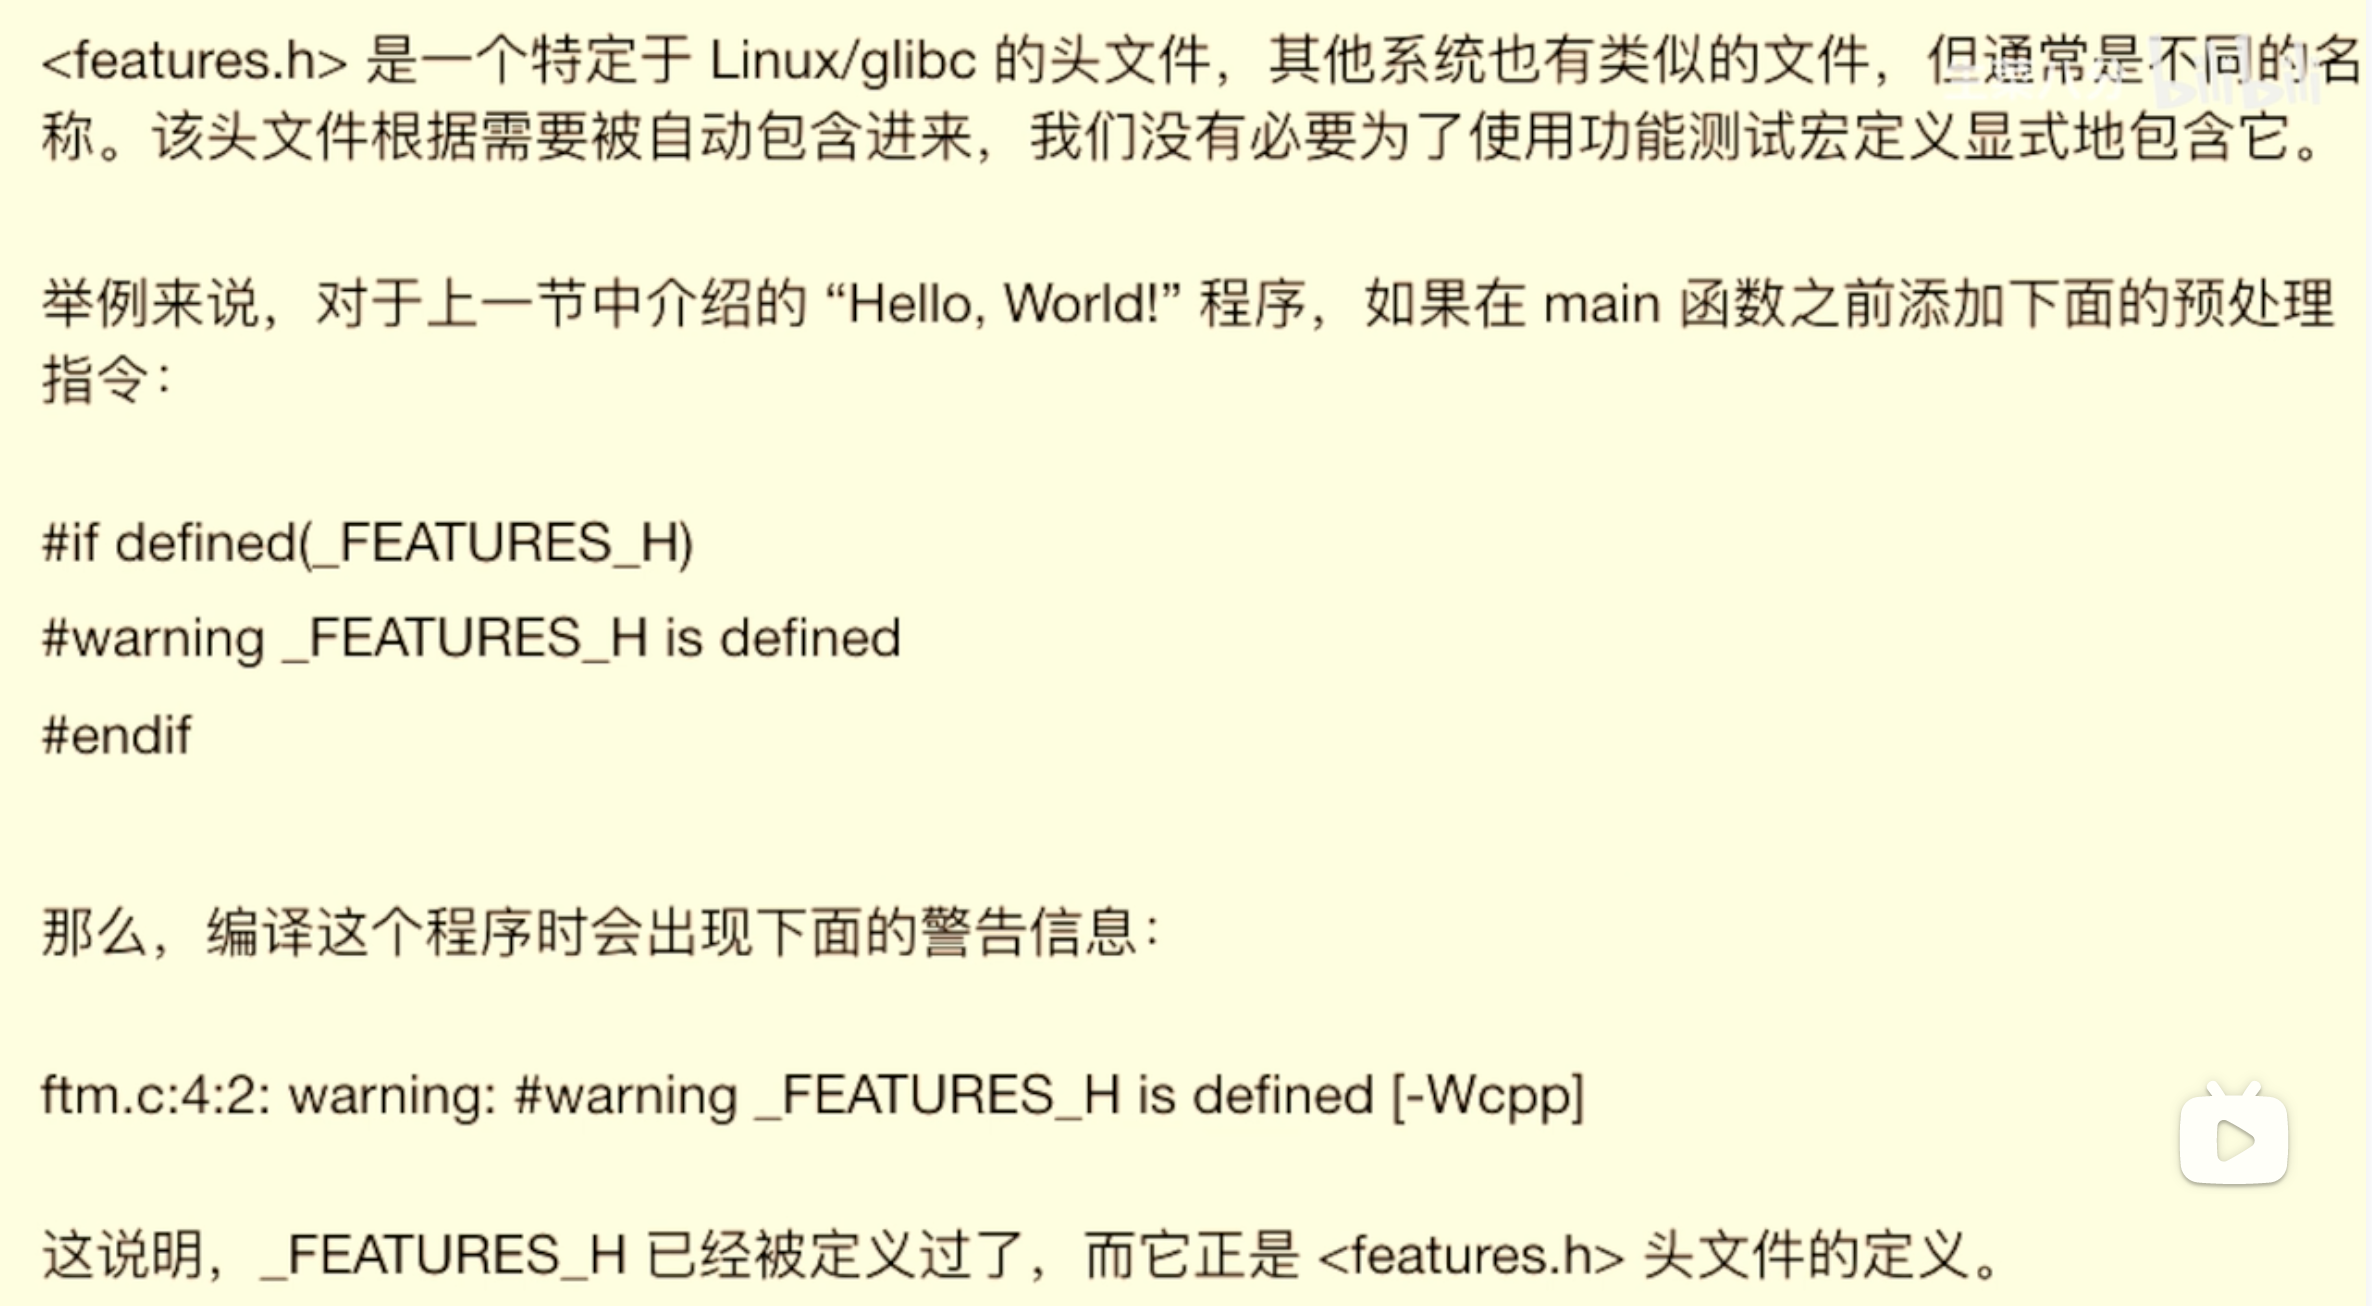 <features.h> 是一个特定于 Linux/glibc 的头文件，其他系统也有类似的文件，但通常是不同的名
称。该头文件根据需要被自动包含进来，我们没有必要为了使用功能测试宏定义显式地包含它。
举例来说，对于上一节中介绍的 “Hello, World!” 程序，如果在 main 函数之前添加下面的预处理
指令：
#if defined(_FEATURES_H)
#warning _FEATURES_H is defined
#endif
那么，编译这个程序时会出现下面的警告信息：
ftm.c:4:2: warning: #warning _FEATURES_H is defined [-Wcpp]
这说明，_FEATURES_H 已经被定义过了，而它正是 <features.h> 头文件的定义。
bilibili